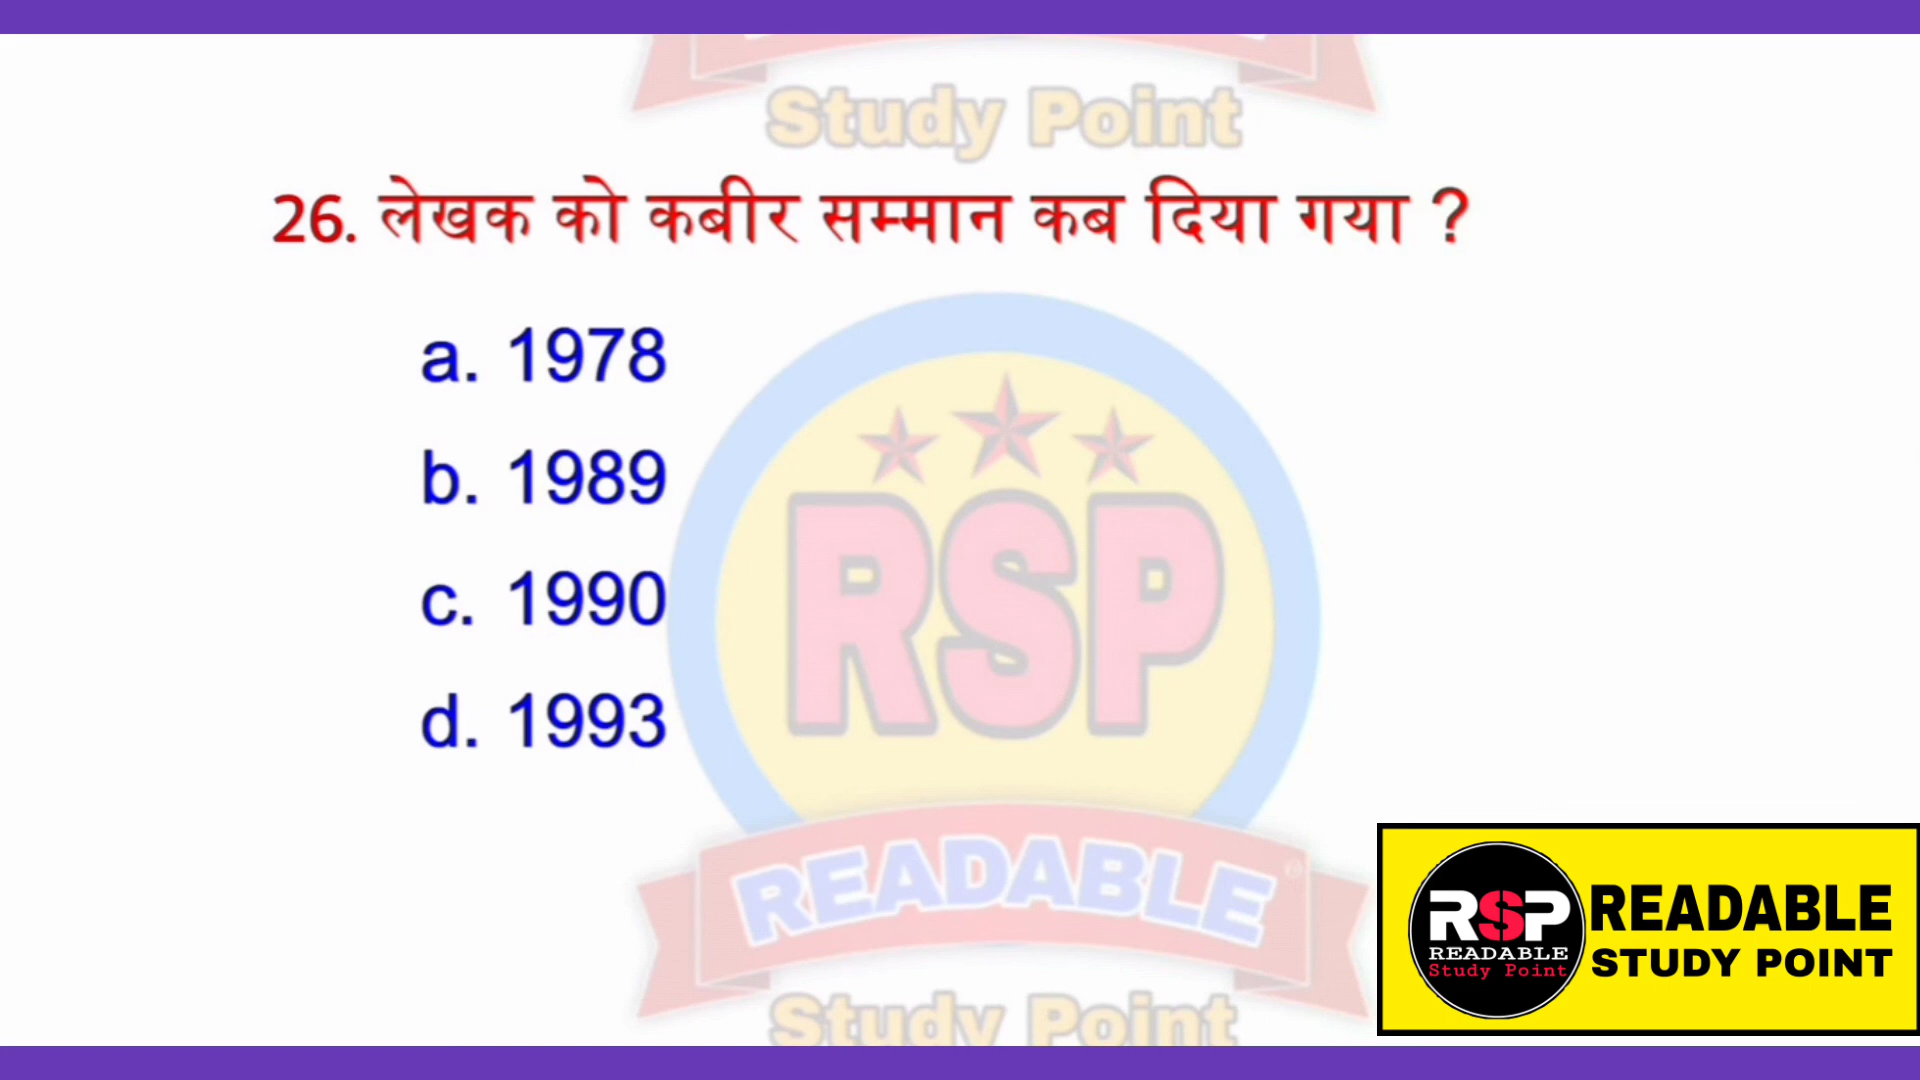 Study Point
26. लेखक को कबीर सम्मान कब दिया गया ?
a. 1978
b. 1989
c. 1990
d. 1993
RSP
READABLE
Study Point
RSP
READABLE
Study Point
READABLE
STUDY POINT